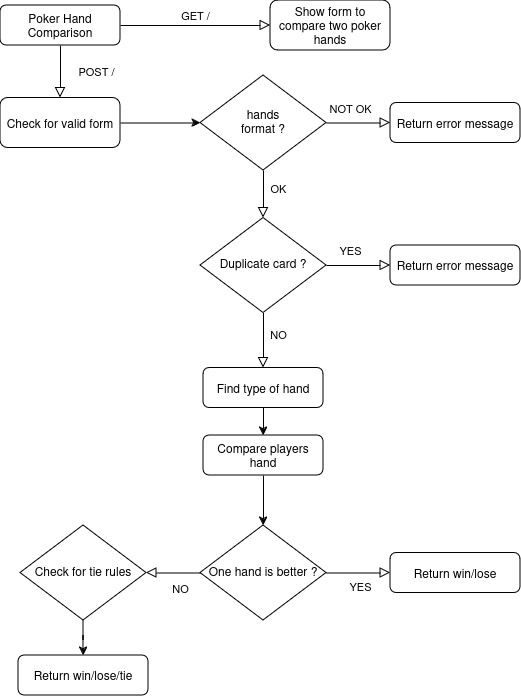 Poker Hand
Comparison
GET /
Show form to
compare two poker
hands
POST /
Check for valid form
hands
format ?
NOT OK
Return error message
OK
Duplicate card ?
YES
Return error message
NO
Find type of hand
Compare players
hand
Check for tie rules
NO
One hand is better ?
YES
Return win/lose
Return win/lose/tie